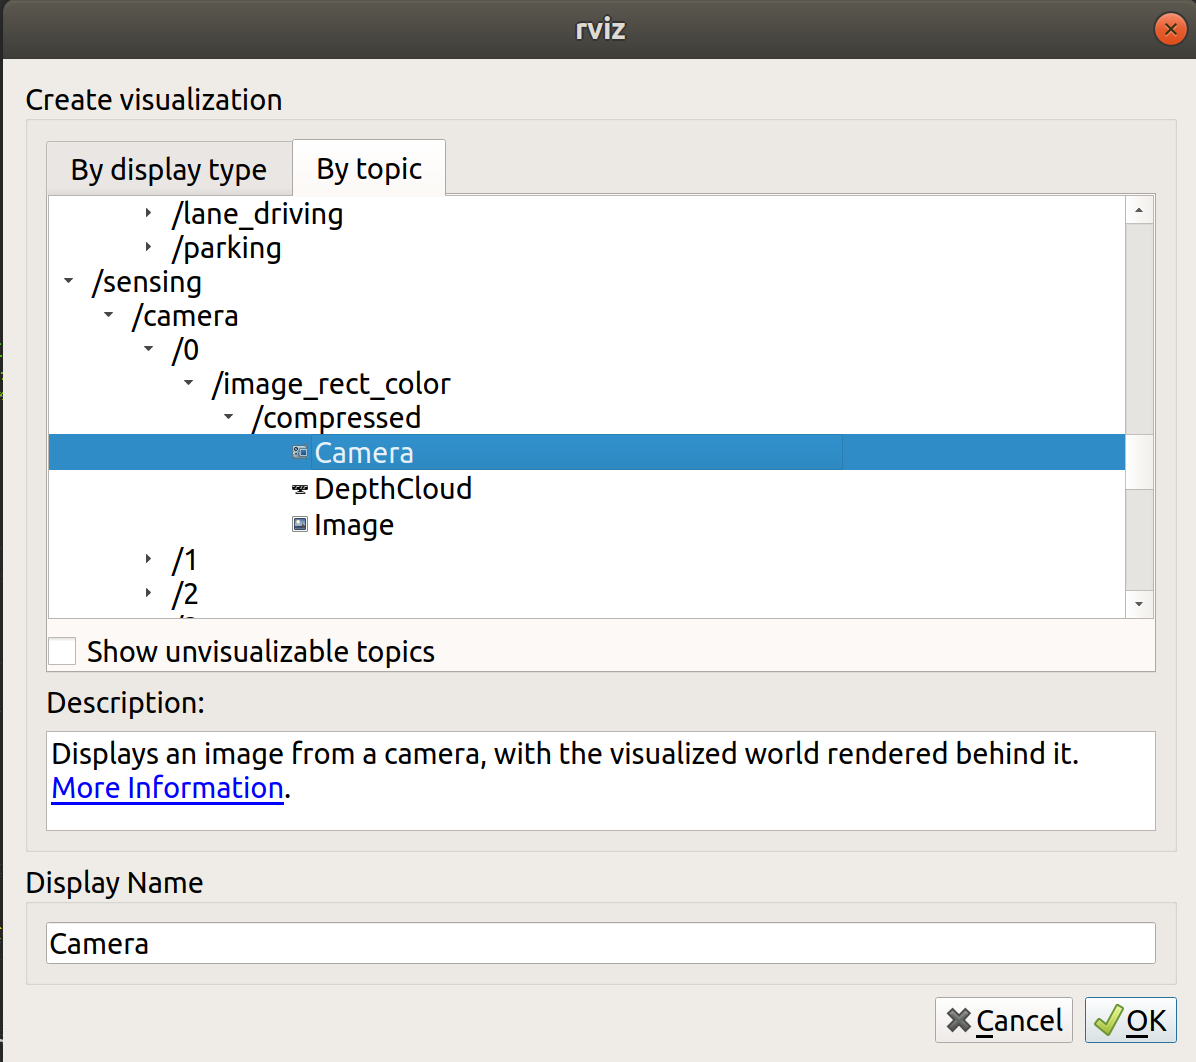 rviz
Create visualization
By display type
By topic
/lane_driving
/parking
/sensing
/camera
/0
/image_rect_color
/compressed
Camera
DepthCloud
Image
/1
/2
Show unvisualizable topics
Description:
Displays an image from a camera, with the visualized world rendered behind it.
More Information.
Display Name
Camera
Cancel
OK